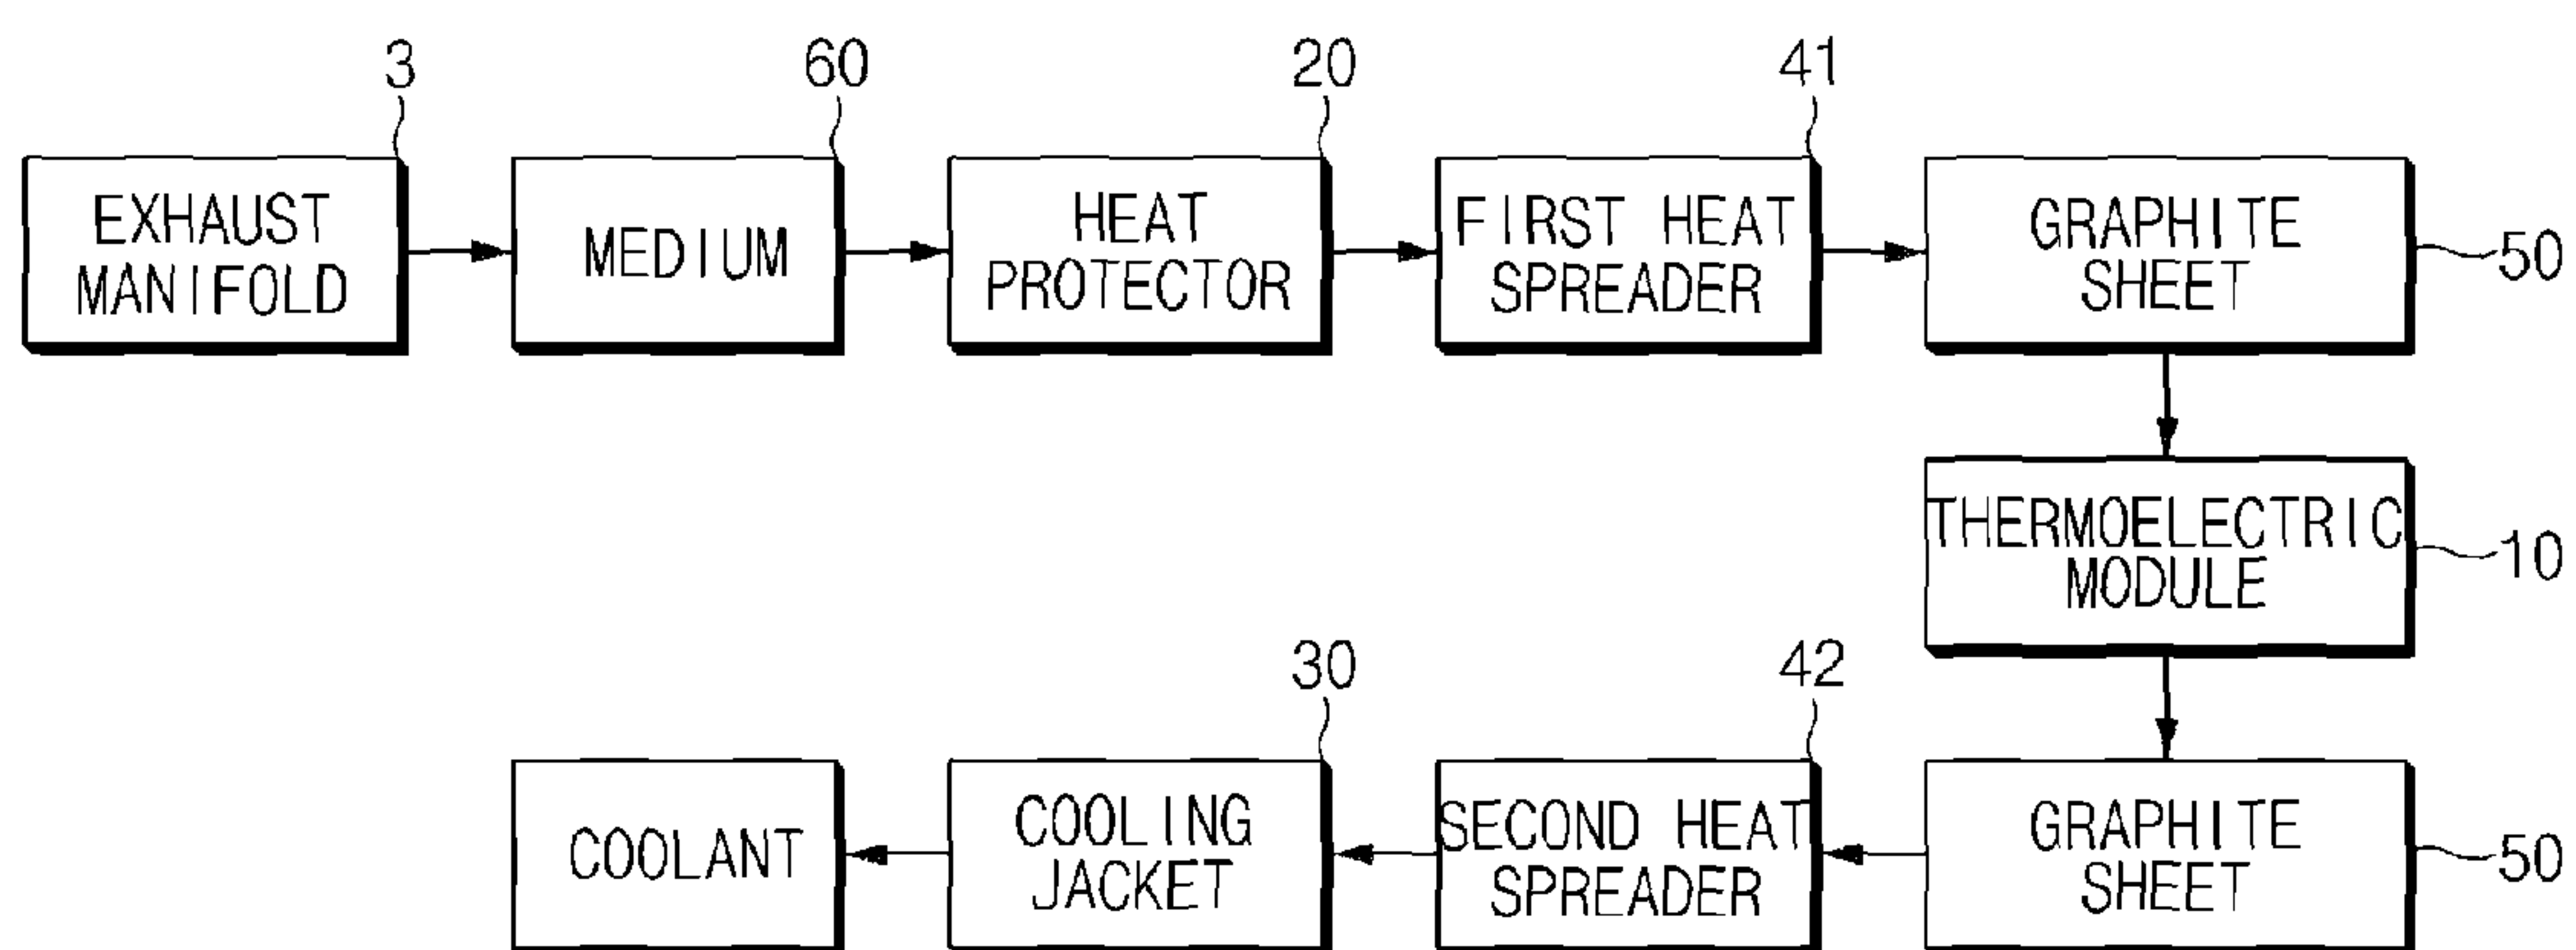 3
60
20
41
EXHAUST
MANIFOLD
MEDIUM
HEAT
PROTECTOR
FIRST HEAT
SPREADER
GRAPHITE
SHEET
50
THERMOELECTRIC
MODULE
10
30
42
COOLANT
COOLING
JACKET
SECOND HEAT
SPREADER
GRAPHITE
SHEET
50